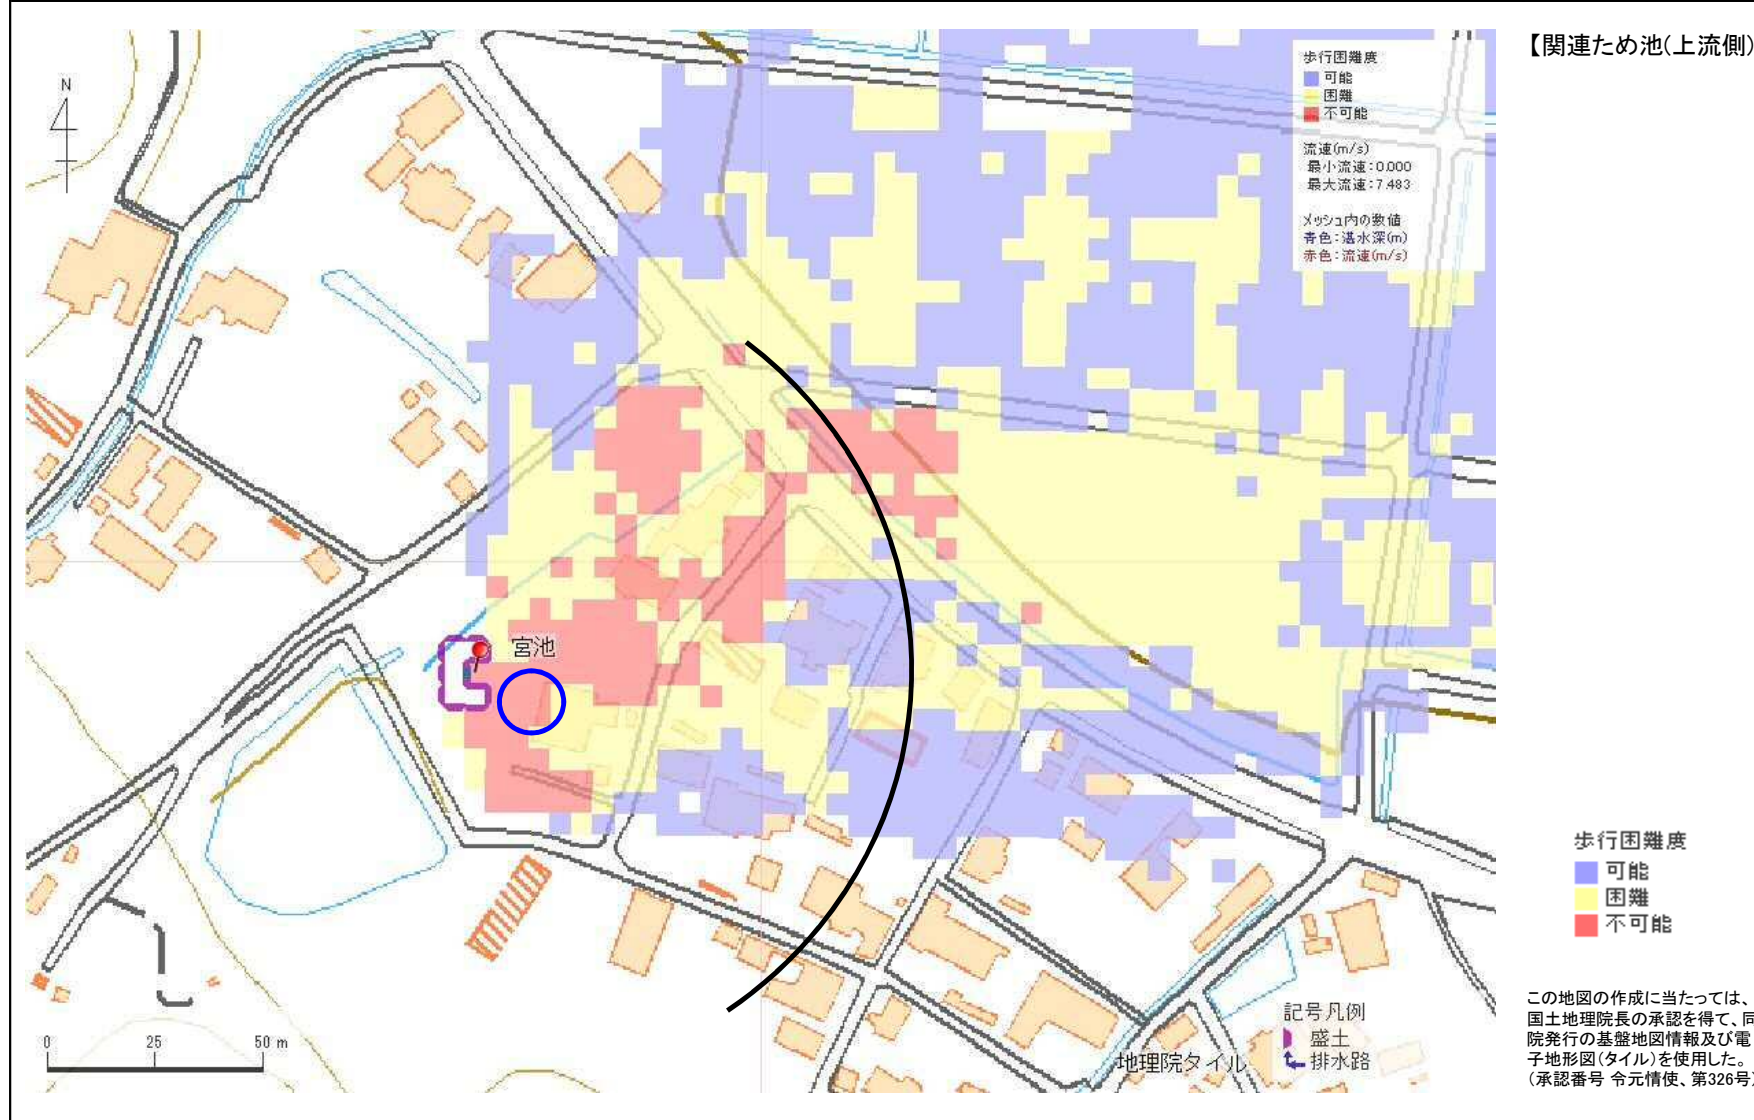 【関連ため池(上流側)
N
歩行困難度
可能
困難
不可能
流速(m/s)
最小流速:0.000
最大流速:7.483
メッシュ内の数値
青色:湛水深(m)
赤色:流速(m/s)
宮池
歩行困難度
可能
困難
不可能
0 25 50 m
記号凡例
盛土
排水路
地理院タイル
この地図の作成に当たっては、
国土地理院長の承認を得て、同
院発行の基盤地図情報及び電
子地形図(タイル)を使用した。
(承認番号 令元情使、第326号)